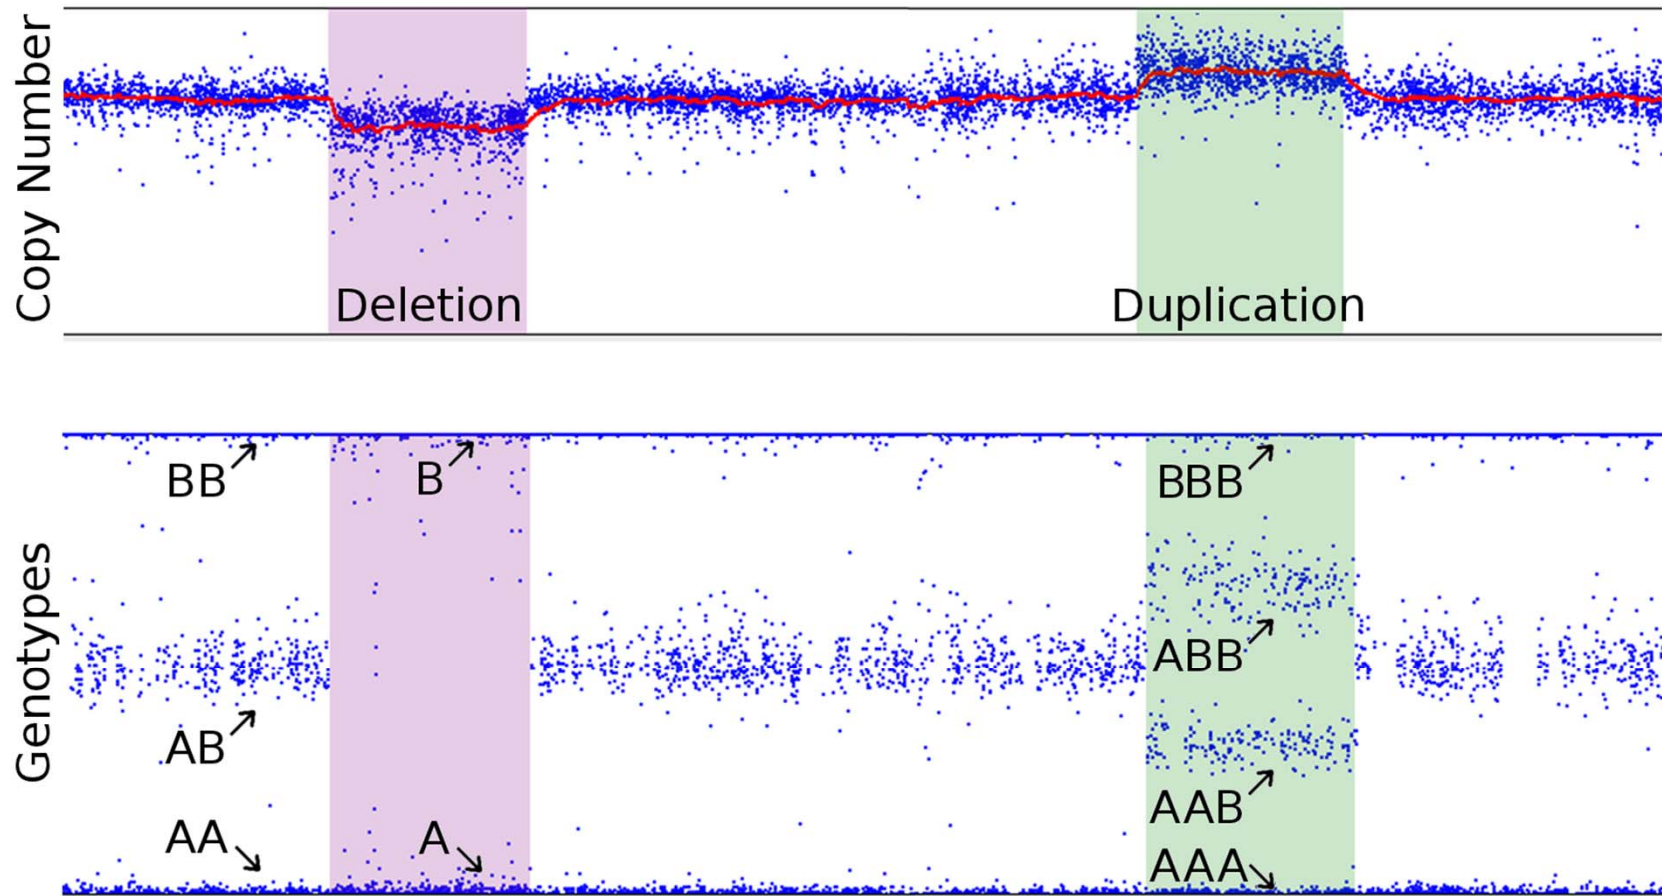 Copy Number
Deletion
Duplication
Genotypes
BB
B
BBB
ABB
AB
AAB
AA
A
AAA